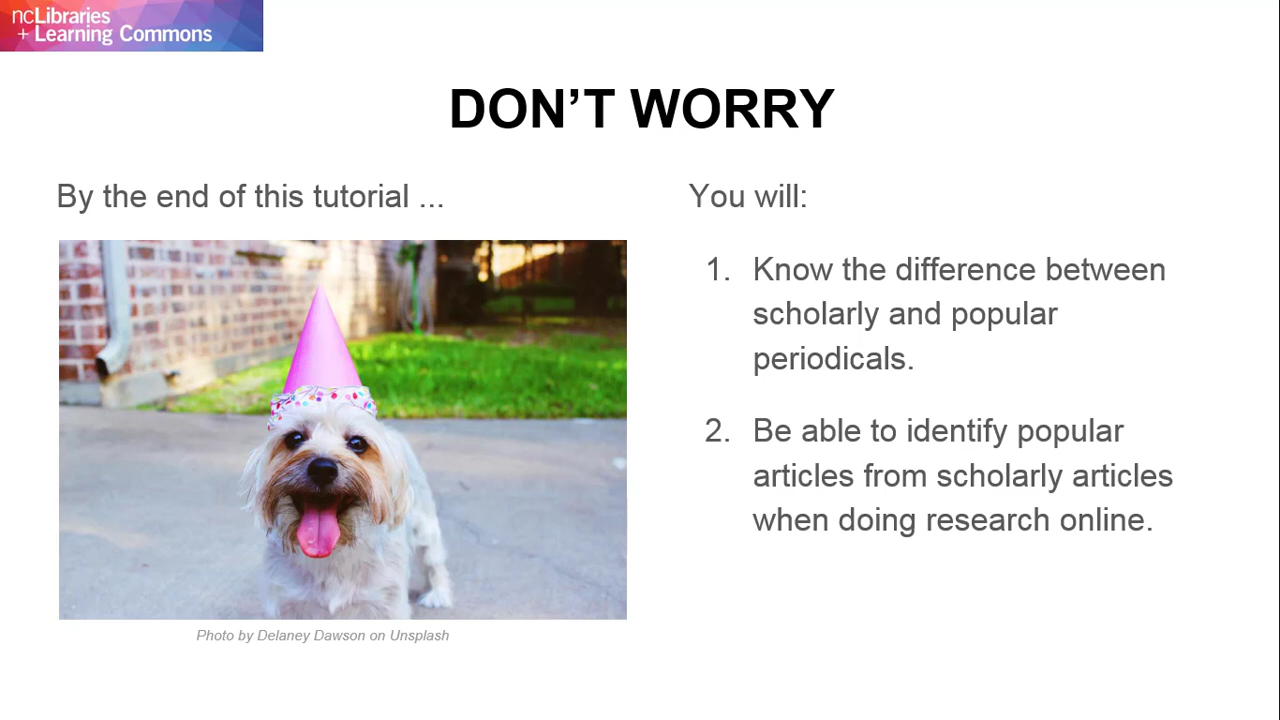 ncLibraries
+ Learning Commons
DON’T WORRY
By the end of this tutorial ...
You will:
1. Know the difference between
scholarly and popular
periodicals.
2. Be able to identify popular
articles from scholarly articles
when doing research online.
Photo by Delaney Dawson on Unsplash